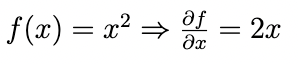 f(x) = x² ⇒ ∂f/∂x = 2x